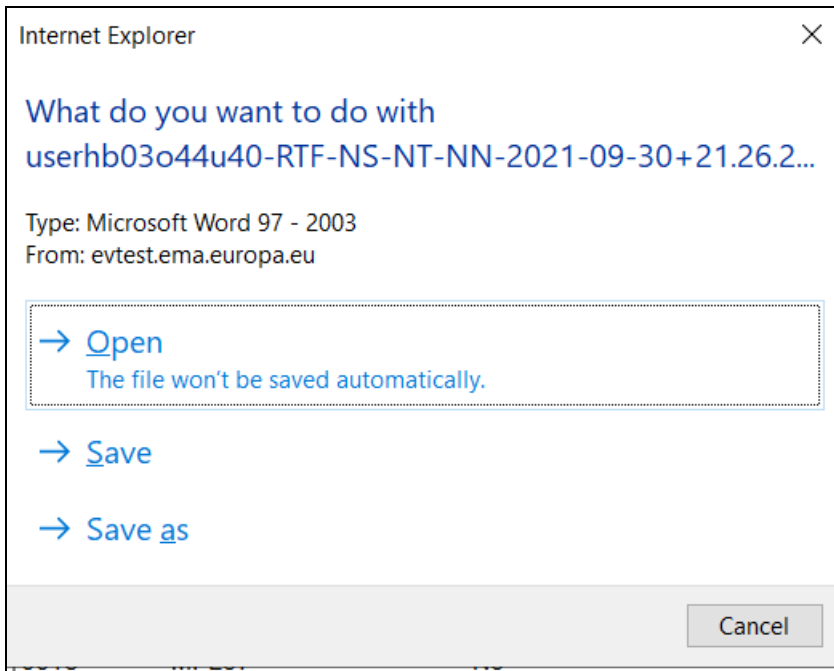 Internet Explorer
What do you want to do with
userhb03o44u40-RTF-NS-NT-NN-2021-09-30+21.26.2...
Type: Microsoft Word 97 - 2003
From: evtest.ema.europa.eu
Open
The file won't be saved automatically.
Save
Save as
Cancel